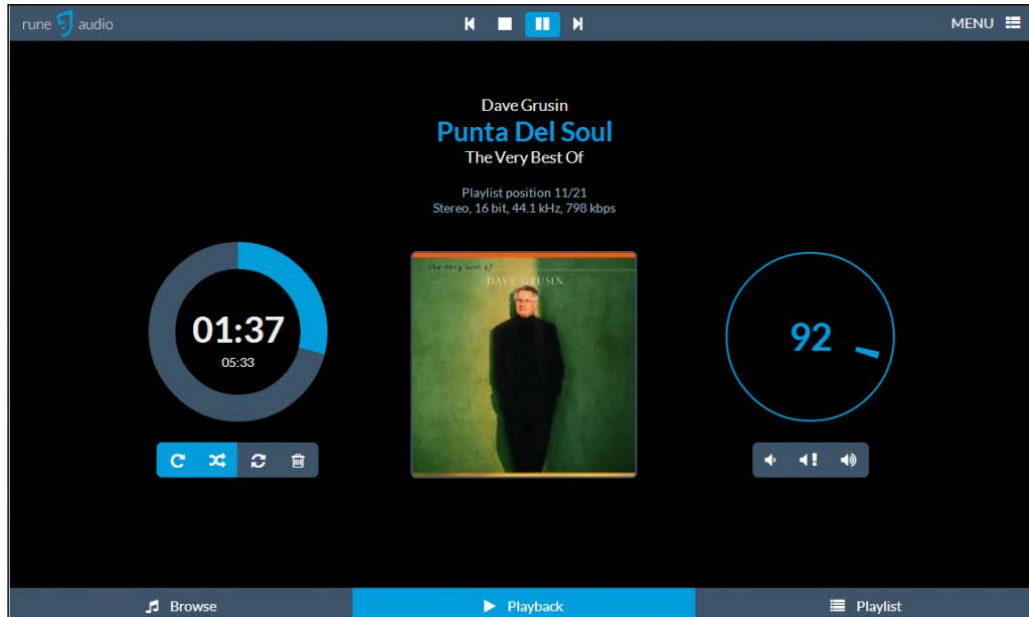 rune audio
MENU
Dave Grusin
Punta Del Soul
The Very Best Of
Playlist position 11/21
Stereo, 16 bit, 44.1 kHz, 798 kbps
01:37
05:33
the very best of
DAVE GRUSIN
92
Browse
Playback
Playlist